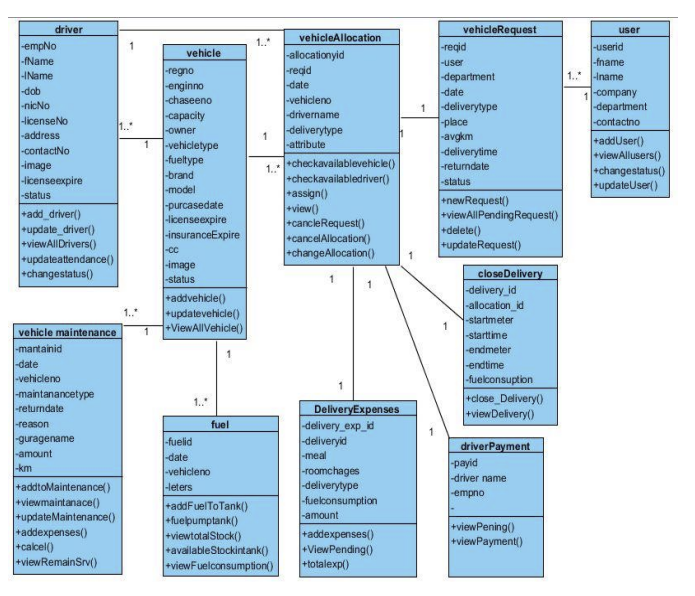 driver
-empNo
-fName
-lName
-dob
-nicNo
-licenseNo
-address
-contactNo
-image
-licenseexpire
-status
+add_driver()
+update_driver()
+viewAllDrivers()
+updateattendance()
+changestatus()
1
1..*
1..*
1
vehicle
-regno
-enginno
-chaseeno
-capacity
-owner
-vehicletype
-fueltype
-brand
-model
-purcasedate
-licenseexpire
-insuranceExpire
-cc
-image
-status
+addvehicle()
+updatevehicle()
+ViewAllVehicle()
1
1..*
vehicleAllocation
-allocationyid
-reqid
-date
-vehicleno
-drivername
-deliverytype
-attribute
+checkavailablevehicle()
+checkavailabledriver()
+assign()
+view()
+cancleRequest()
+cancelAllocation()
+changeAllocation()
1
1
vehicleRequest
-reqid
-user
-department
-date
-deliverytype
-place
-avgkm
-deliverytime
-returndate
-status
+newRequest()
+viewAllPendingRequest()
+delete()
+updateRequest()
1..*
1
user
-userid
-fname
-lname
-company
-department
-contactno
+addUser()
+viewAllusers()
+changestatus()
+updateUser()
1..*
1
vehicle maintenance
-mantainid
-date
-vehicleno
-maintanancetype
-returndate
-reason
-guragename
-amount
-km
+addtoMaintenance()
+viewmaintanace()
+updateMaintenance()
+addexpenses()
+calcel()
+viewRemainSrv()
1
1..*
fuel
-fuelid
-date
-vehicleno
-leters
+addFuelToTank()
+fuelpumptank()
+viewtotalStock()
+availableStockintank()
+viewFuelconsumption()
1
1
DeliveryExpenses
-delivery_exp_id
-deliveryid
-meal
-roomchages
-deliverytype
-fuelconsumption
-amount
+addexpenses()
+ViewPending()
+totalexp()
1
1
closeDelivery
-delivery_id
-allocation_id
-startmeter
-starttime
-endmeter
-endtime
-fuelconsuption
+close_Delivery()
+viewDelivery()
1
1
driverPayment
-payid
-driver name
-empno
-
+viewPening()
+viewPayment()